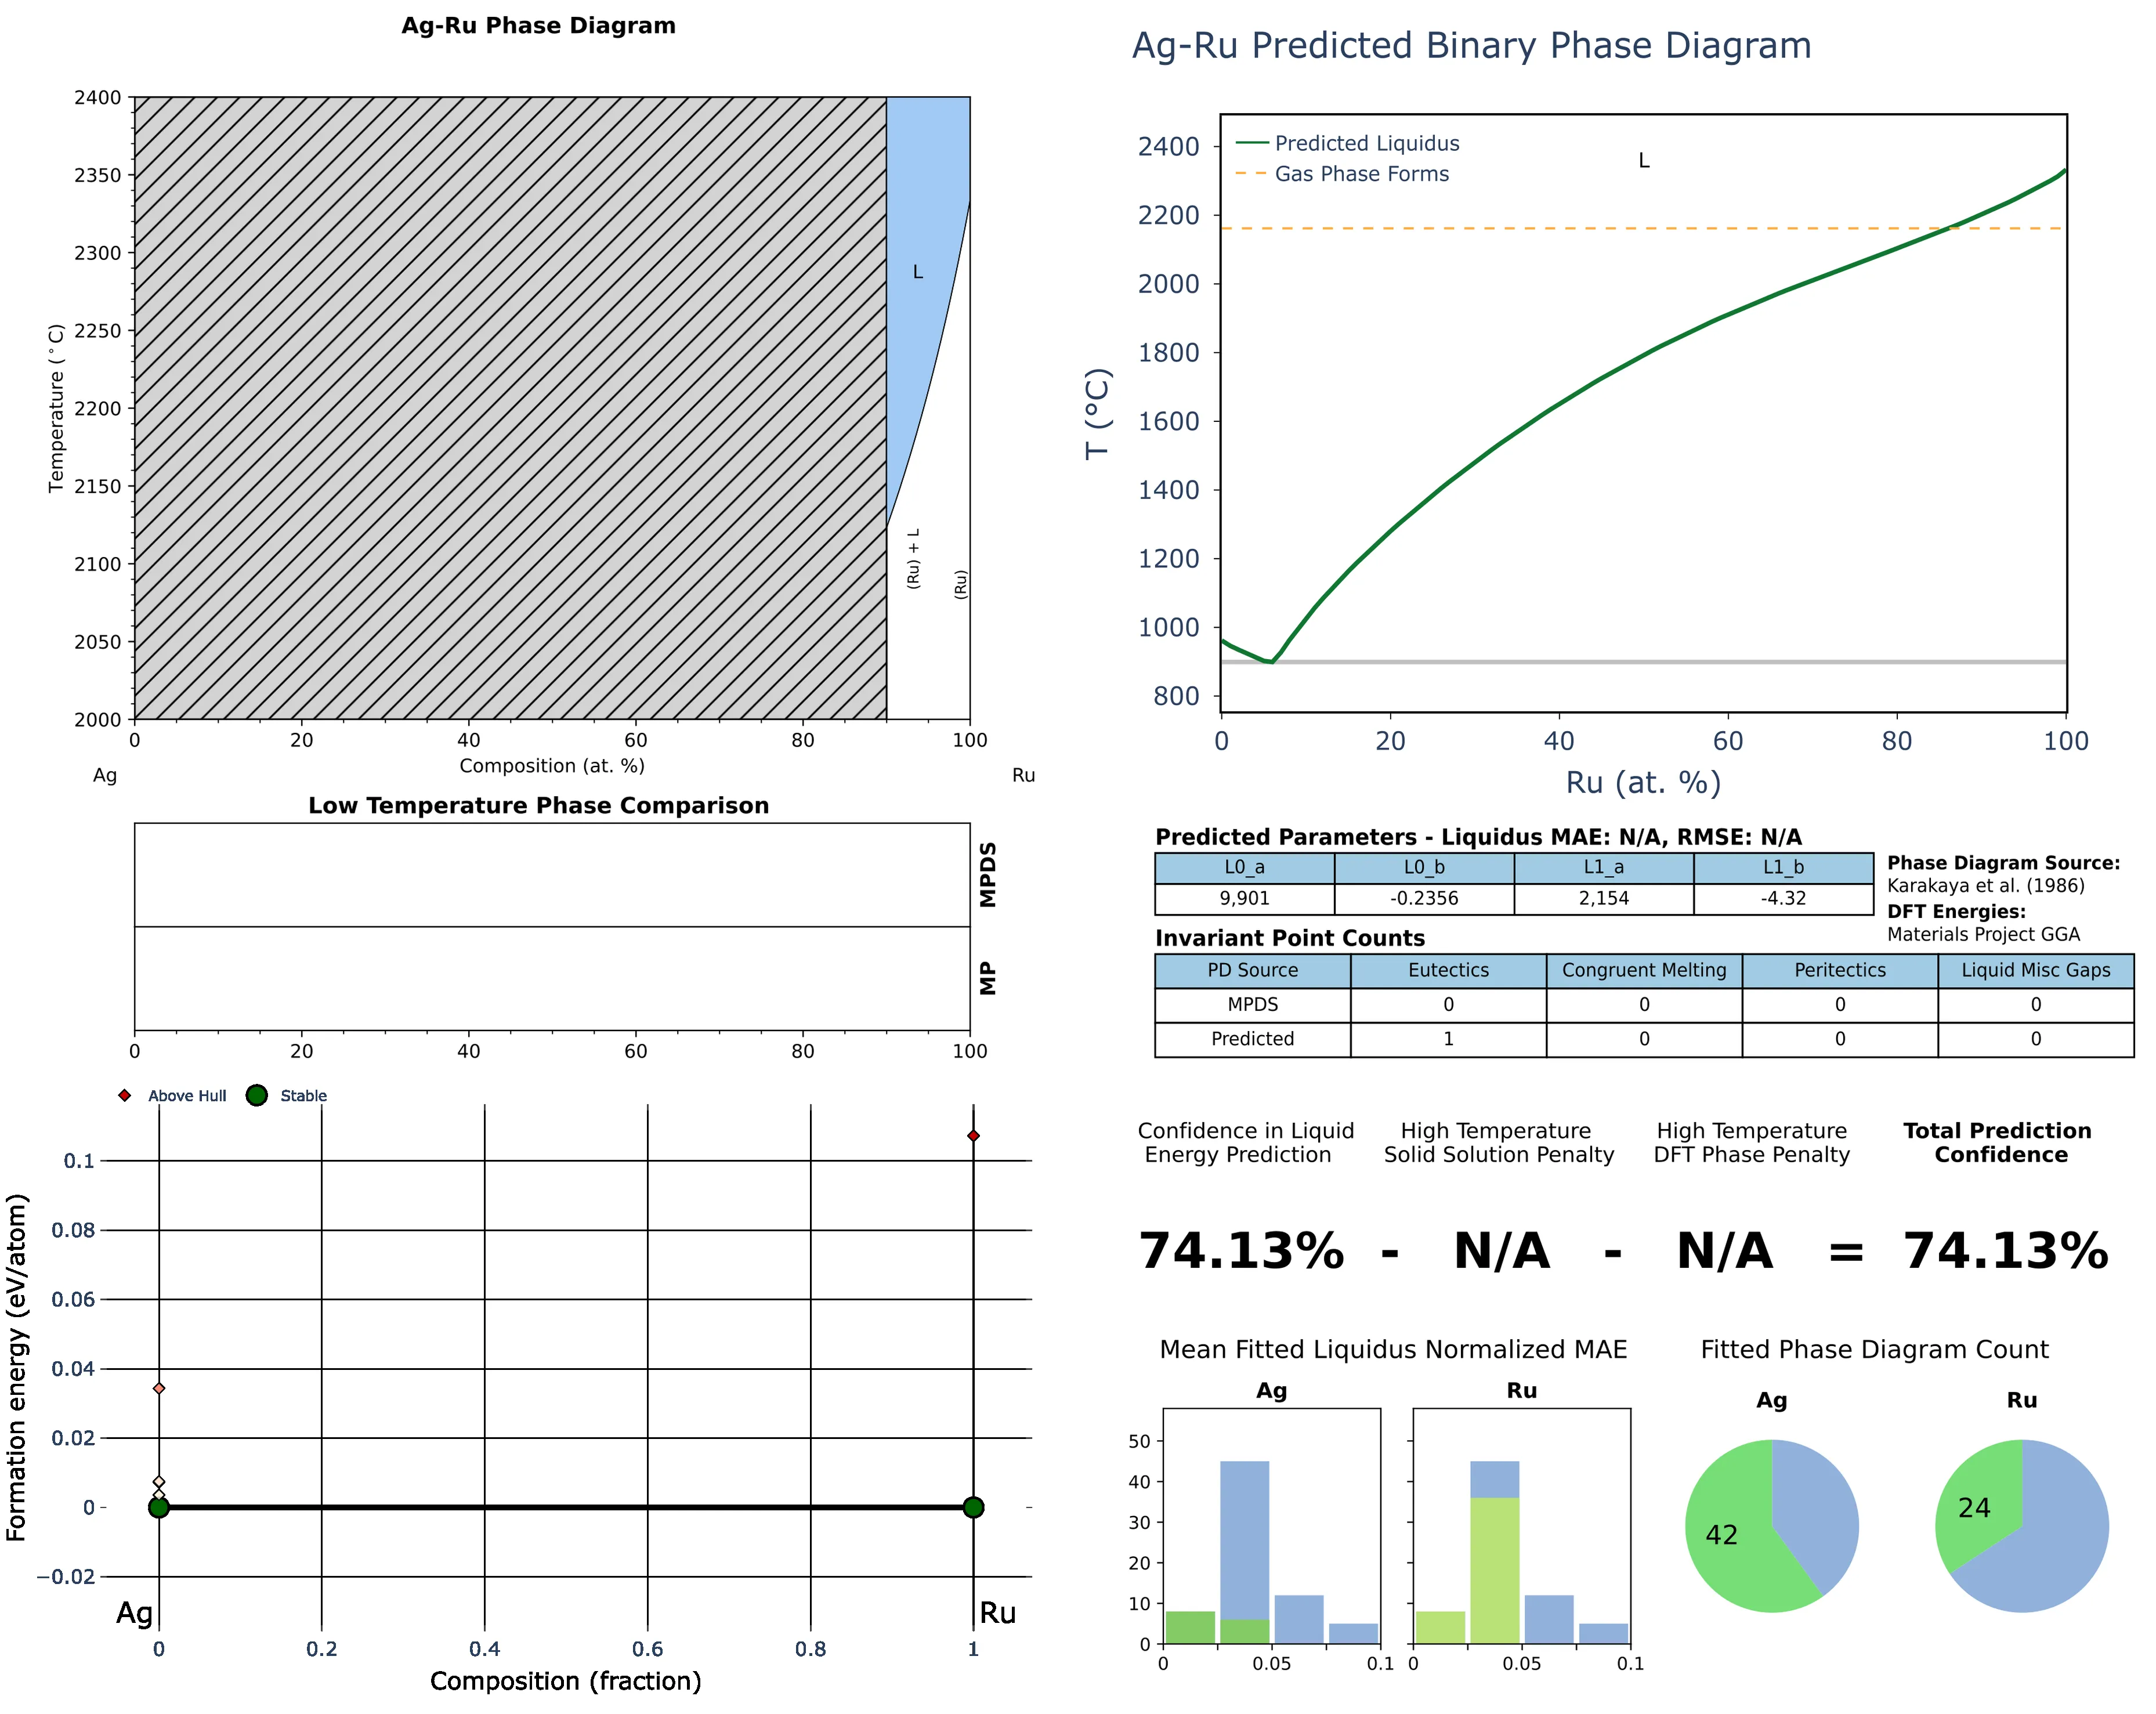 Ag-Ru Phase Diagram
2400
2350
2300
2250
2200
2150
2100
2050
2000
Temperature (°C)
L
(Ru) + L
(Ru)
0 20 40 60 80 100
Composition (at. %)
Ag Ru
Low Temperature Phase Comparison
MPDS
MP
0 20 40 60 80 100
Above Hull Stable
0.1
0.08
0.06
0.04
0.02
0
−0.02
Formation energy (eV/atom)
Ag Ru
0 0.2 0.4 0.6 0.8 1
Composition (fraction)
Ag-Ru Predicted Binary Phase Diagram
Predicted Liquidus
Gas Phase Forms
L
2400
2200
2000
1800
1600
1400
1200
1000
800
T (°C)
0 20 40 60 80 100
Ru (at. %)
Predicted Parameters - Liquidus MAE: N/A, RMSE: N/A
L0_a L0_b L1_a L1_b
9,901 -0.2356 2,154 -4.32
Phase Diagram Source:
Karakaya et al. (1986)
DFT Energies:
Materials Project GGA
Invariant Point Counts
PD Source Eutectics Congruent Melting Peritectics Liquid Misc Gaps
MPDS 0 0 0 0
Predicted 1 0 0 0
Confidence in Liquid
Energy Prediction
High Temperature
Solid Solution Penalty
High Temperature
DFT Phase Penalty
Total Prediction
Confidence
74.13% - N/A - N/A = 74.13%
Mean Fitted Liquidus Normalized MAE
Ag Ru
50
40
30
20
10
0
0 0.05 0.1 0 0.05 0.1
Fitted Phase Diagram Count
Ag Ru
42 24